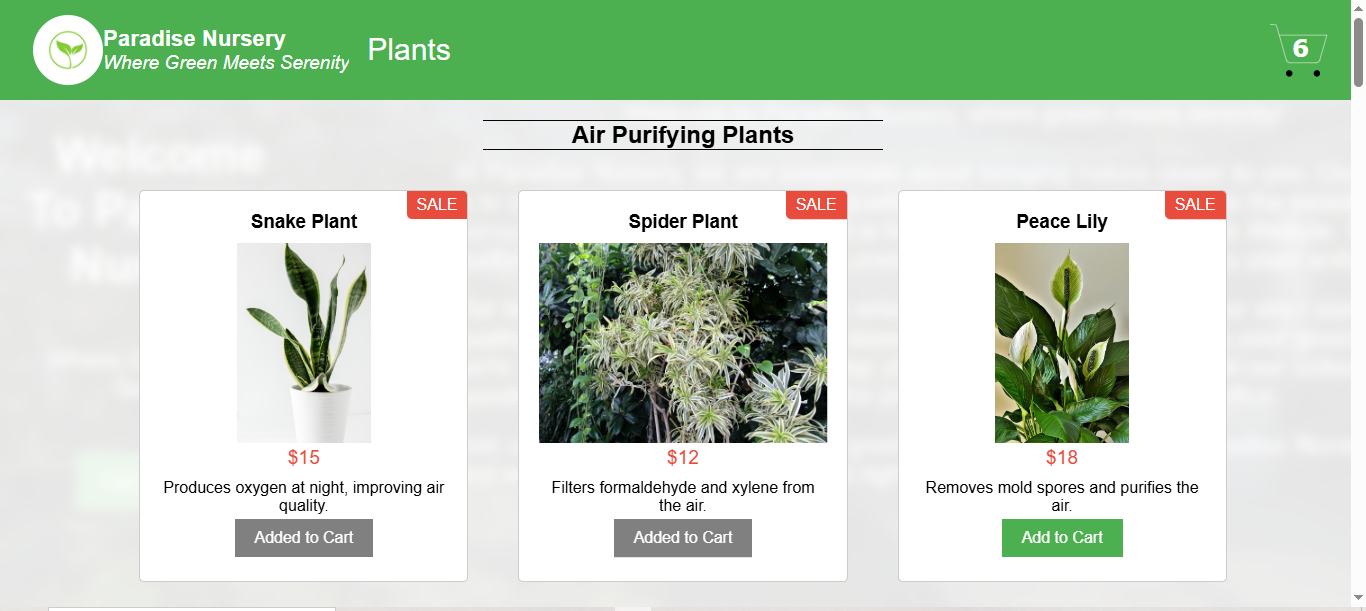 Paradise Nursery
Where Green Meets Serenity
Plants
6
Air Purifying Plants
SALE
Snake Plant
$15
Produces oxygen at night, improving air
quality.
Added to Cart
SALE
Spider Plant
$12
Filters formaldehyde and xylene from
the air.
Added to Cart
SALE
Peace Lily
$18
Removes mold spores and purifies the
air.
Add to Cart
Welcome